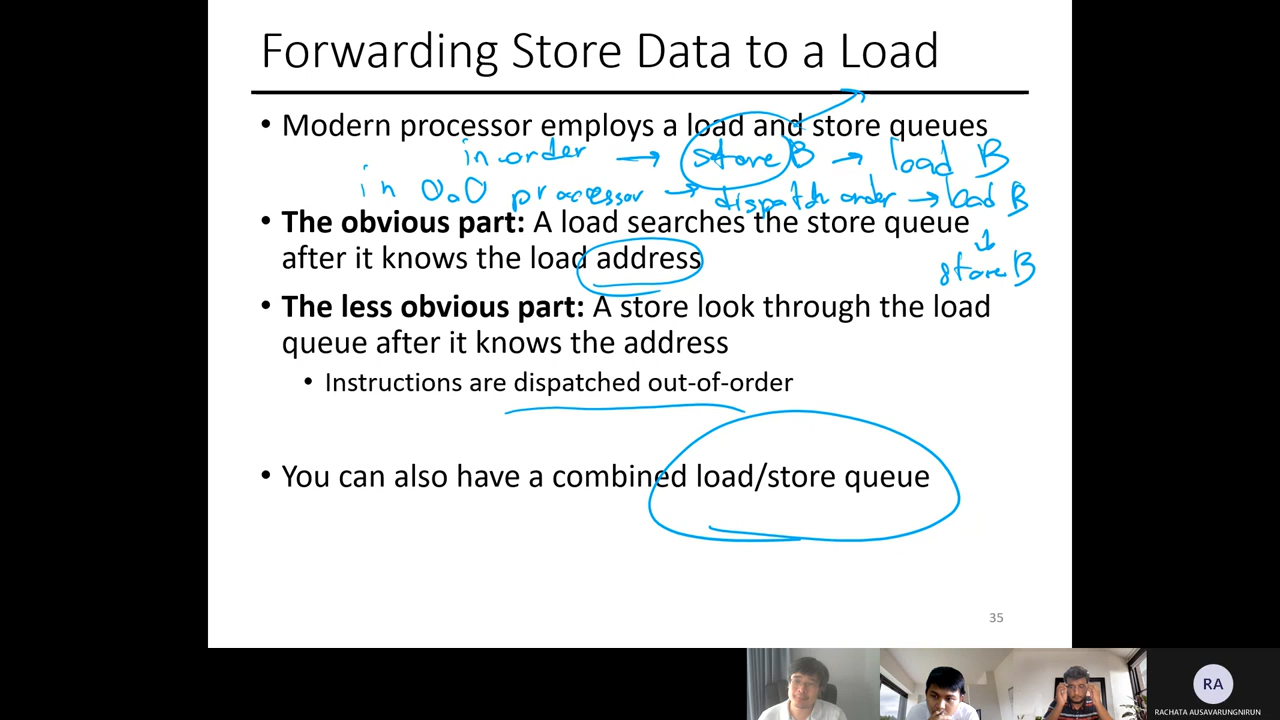 Forwarding Store Data to a Load
• Modern processor employs a load and store queues
in order → store B → load B
in O.O processor → dispatch order → load B
• The obvious part: A load searches the store queue
after it knows the load address
↓
store B
• The less obvious part: A store look through the load
queue after it knows the address
• Instructions are dispatched out-of-order
• You can also have a combined load/store queue
35
RA
RACHATA AUSAVARUNGNIRUN